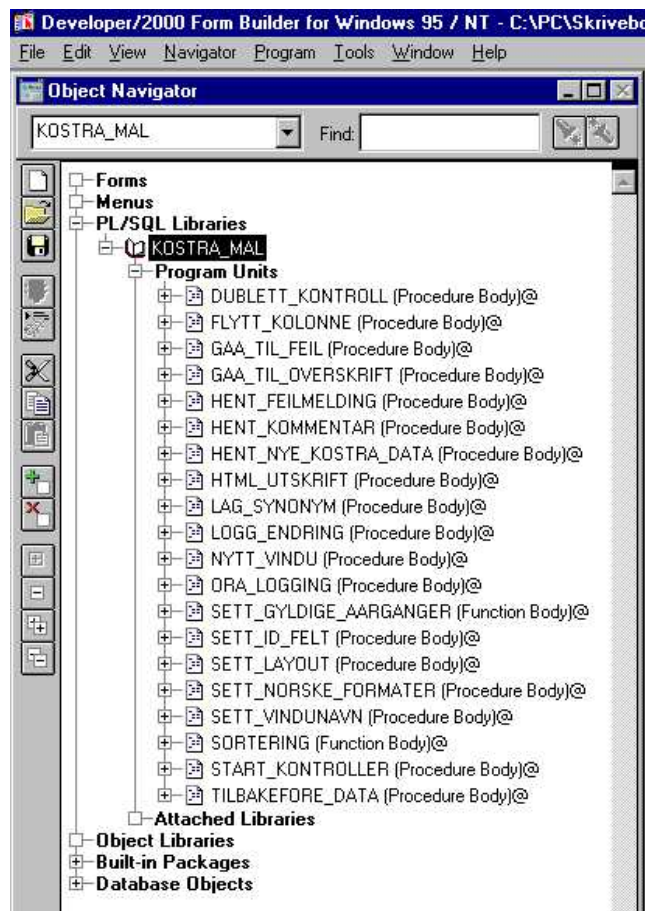 Developer/2000 Form Builder for Windows 95 / NT - C:\PC\Skrivebo
File Edit View Navigator Program Tools Window Help
Object Navigator
KOSTRA_MAL Find:
Forms
Menus
PL/SQL Libraries
KOSTRA_MAL
Program Units
DUBLETT_KONTROLL (Procedure Body)@
FLYTT_KOLONNE (Procedure Body)@
GAA_TIL_FEIL (Procedure Body)@
GAA_TIL_OVERSKRIFT (Procedure Body)@
HENT_FEILMELDING (Procedure Body)@
HENT_KOMMENTAR (Procedure Body)@
HENT_NYE_KOSTRA_DATA (Procedure Body)@
HTML_UTSKRIFT (Procedure Body)@
LAG_SYNONYM (Procedure Body)@
LOGG_ENDRING (Procedure Body)@
NYTT_VINDU (Procedure Body)@
ORA_LOGGING (Procedure Body)@
SETT_GYLDIGE_AARGANGER (Function Body)@
SETT_ID_FELT (Procedure Body)@
SETT_LAYOUT (Procedure Body)@
SETT_NORSKE_FORMATER (Procedure Body)@
SETT_VINDUNAVN (Procedure Body)@
SORTERING (Function Body)@
START_KONTROLLER (Procedure Body)@
TILBAKEFORE_DATA (Procedure Body)@
Attached Libraries
Object Libraries
Built-in Packages
Database Objects